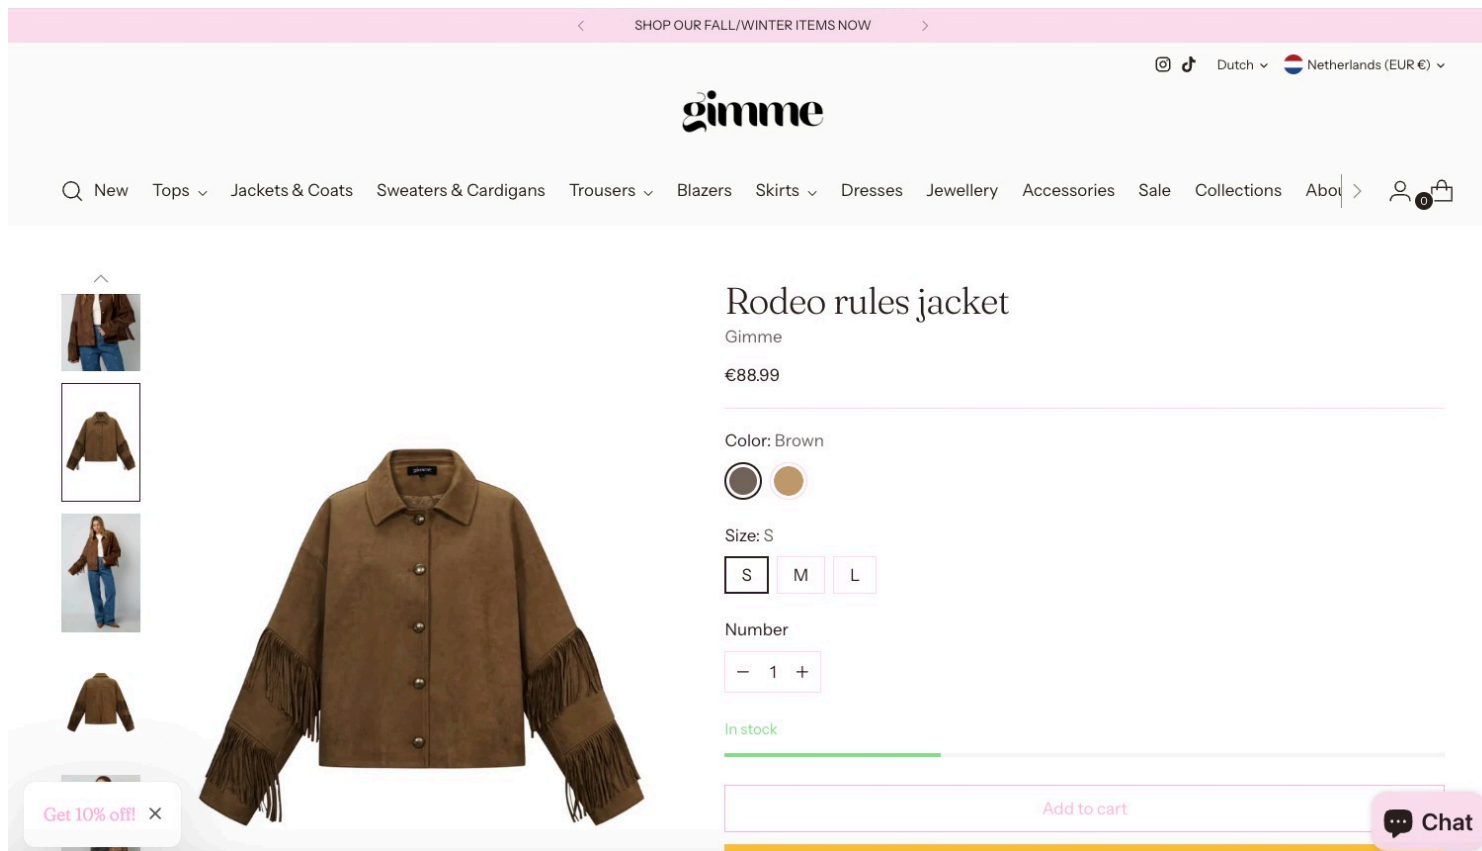 SHOP OUR FALL/WINTER ITEMS NOW
Dutch
Netherlands (EUR €)
gimme
New
Tops
Jackets & Coats
Sweaters & Cardigans
Trousers
Blazers
Skirts
Dresses
Jewellery
Accessories
Sale
Collections
Abou
0
Rodeo rules jacket
Gimme
€88.99
Color: Brown
Size: S
S
M
L
Number
1
In stock
Add to cart
gimme
Get 10% off!
Chat